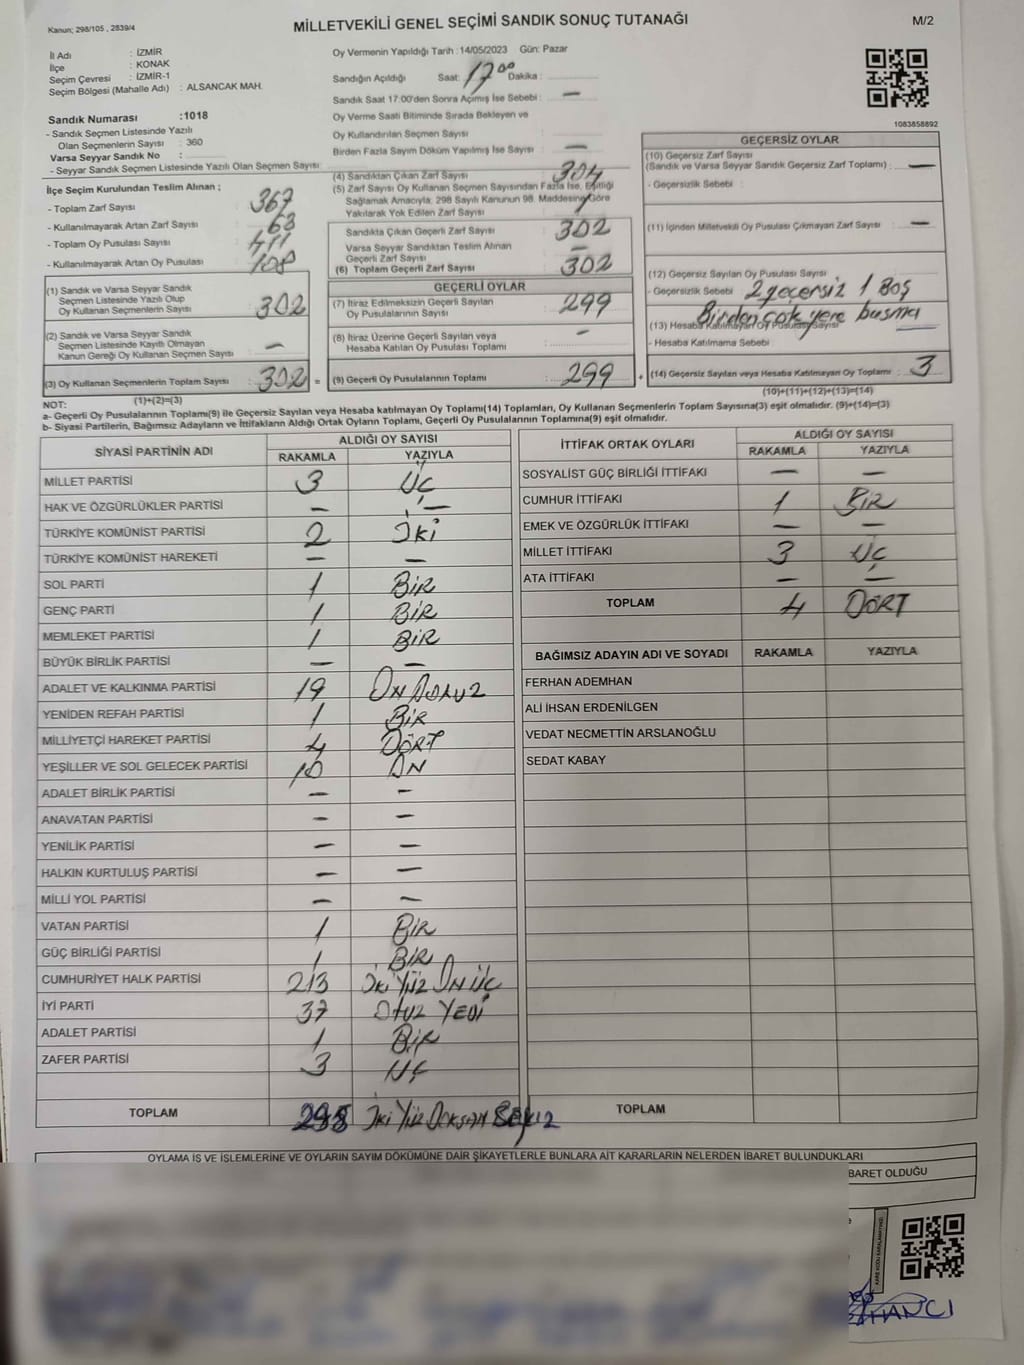 Kanun; 298/105 , 2839/4
MİLLETVEKİLİ GENEL SEÇİMİ SANDIK SONUÇ TUTANAĞI
M/2
İl Adı : İZMİR
İlçe : KONAK
Seçim Çevresi : İZMİR-1
Seçim Bölgesi (Mahalle Adı) : ALSANCAK MAH.
Sandık Numarası :1018
- Sandık Seçmen Listesinde Yazılı
Olan Seçmenlerin Sayısı : 360
Varsa Seyyar Sandık No :
- Seyyar Sandık Seçmen Listesinde Yazılı Olan Seçmen Sayısı :
İlçe Seçim Kurulundan Teslim Alınan ;
- Toplam Zarf Sayısı : 367
- Kullanılmayarak Artan Zarf Sayısı : 63
- Toplam Oy Pusulası Sayısı : 411
- Kullanılmayarak Artan Oy Pusulası : 108
(1) Sandık ve Varsa Seyyar Sandık
Seçmen Listesinde Yazılı Olup
Oy Kullanan Seçmenlerin Sayısı : 302
(2) Sandık ve Varsa Seyyar Sandık
Seçmen Listesinde Kayıtlı Olmayan
Kanun Gereği Oy Kullanan Seçmen Sayısı : —
(3) Oy Kullanan Seçmenlerin Toplam Sayısı : 302 =
(1)+(2)=(3)
Oy Vermenin Yapıldığı Tarih :14/05/2023 Gün: Pazar
Sandığın Açıldığı Saat: 17 00 Dakika :
Sandık Saat 17:00'den Sonra Açımış İse Sebebi : —
Oy Verme Saati Bitiminde Sırada Bekleyen ve
Oy Kullandırılan Seçmen Sayısı
Birden Fazla Sayım Döküm Yapılmış İse Sayısı : —
(4) Sandıktan Çıkan Zarf Sayısı : 304
(5) Zarf Sayısı Oy Kullanan Seçmen Sayısından Fazla İse, Eşitliği
Sağlamak Amacıyla, 298 Sayılı Kanunun 98. Maddesine Göre
Yakılarak Yok Edilen Zarf Sayısı :
Sandıkta Çıkan Geçerli Zarf Sayısı : 302
Varsa Seyyar Sandıktan Teslim Alınan
Geçerli Zarf Sayısı : —
(6) Toplam Geçerli Zarf Sayısı : 302
GEÇERLİ OYLAR
(7) İtiraz Edilmeksizin Geçerli Sayılan
Oy Pusulalarının Sayısı : 299
(8) İtiraz Üzerine Geçerli Sayılan veya
Hesaba Katılan Oy Pusulası Toplamı : —
(9) Geçerli Oy Pusulalarının Toplamı : 299 +
1083858892
GEÇERSİZ OYLAR
(10) Geçersiz Zarf Sayısı
(Sandık ve Varsa Seyyar Sandık Geçersiz Zarf Toplamı) : —
- Geçersizlik Sebebi :
(11) İçinden Milletvekili Oy Pusulası Çıkmayan Zarf Sayısı : —
(12) Geçersiz Sayılan Oy Pusulası Sayısı :
- Geçersizlik Sebebi 2 geçersiz 1 Boş
Birden çok yere basma
(13) Hesaba Katılmayan Oy Pusulası Sayısı
- Hesaba Katılmama Sebebi
(14) Geçersiz Sayılan veya Hesaba Katılmayan Oy Toplamı : 3
(10)+(11)+(12)+(13)=(14)
NOT:
a- Geçerli Oy Pusulaları Toplamı(9) ile Geçersiz Sayılan veya Hesaba katılmayan Oy Toplamı(14) Toplamları, Oy Kullanan Seçmenlerin Toplam Sayısına(3) eşit olmalıdır. (9)+(14)=(3)
b- Siyasi Partilerin, Bağımsız Adayların ve İttifakların Aldığı Ortak Oyların Toplamı, Geçerli Oy Pusulalarının Toplamına(9) eşit olmalıdır.
SİYASİ PARTİNİN ADI ALDIĞI OY SAYISI
RAKAMLA YAZIYLA
MİLLET PARTİSİ 3 ÜÇ
HAK VE ÖZGÜRLÜKLER PARTİSİ — —
TÜRKİYE KOMÜNİST PARTİSİ 2 İKİ
TÜRKİYE KOMÜNİST HAREKETİ — —
SOL PARTİ 1 BİR
GENÇ PARTİ 1 BİR
MEMLEKET PARTİSİ 1 BİR
BÜYÜK BİRLİK PARTİSİ — —
ADALET VE KALKINMA PARTİSİ 19 ON DOKUZ
YENİDEN REFAH PARTİSİ 1 BİR
MİLLİYETÇİ HAREKET PARTİSİ 4 DÖRT
YEŞİLLER VE SOL GELECEK PARTİSİ 10 ON
ADALET BİRLİK PARTİSİ — —
ANAVATAN PARTİSİ — —
YENİLİK PARTİSİ — —
HALKIN KURTULUŞ PARTİSİ — —
MİLLİ YOL PARTİSİ — —
VATAN PARTİSİ 1 BİR
GÜÇ BİRLİĞİ PARTİSİ 1 BİR
CUMHURİYET HALK PARTİSİ 213 İKİ YÜZ ON ÜÇ
İYİ PARTİ 37 OTUZ YEDİ
ADALET PARTİSİ 1 BİR
ZAFER PARTİSİ 3 ÜÇ
TOPLAM 298 İKİ YÜZ DOKSAN SEKİZ
İTTİFAK ORTAK OYLARI ALDIĞI OY SAYISI
RAKAMLA YAZIYLA
SOSYALİST GÜÇ BİRLİĞİ İTTİFAKI — —
CUMHUR İTTİFAKI 1 BİR
EMEK VE ÖZGÜRLÜK İTTİFAKI — —
MİLLET İTTİFAKI 3 ÜÇ
ATA İTTİFAKI — —
TOPLAM 4 DÖRT
BAĞIMSIZ ADAYIN ADI VE SOYADI RAKAMLA YAZIYLA
FERHAN ADEMHAN
ALİ İHSAN ERDENİLGEN
VEDAT NECMETTİN ARSLANOĞLU
SEDAT KABAY
TOPLAM
OYLAMA İŞ VE İŞLEMLERİNE VE OYLARIN SAYIM DÖKÜMÜNE DAİR ŞİKAYETLERLE BUNLARA AİT KARARLARIN NELERDEN İBARET BULUNDUKLARI
BARET OLDUĞU